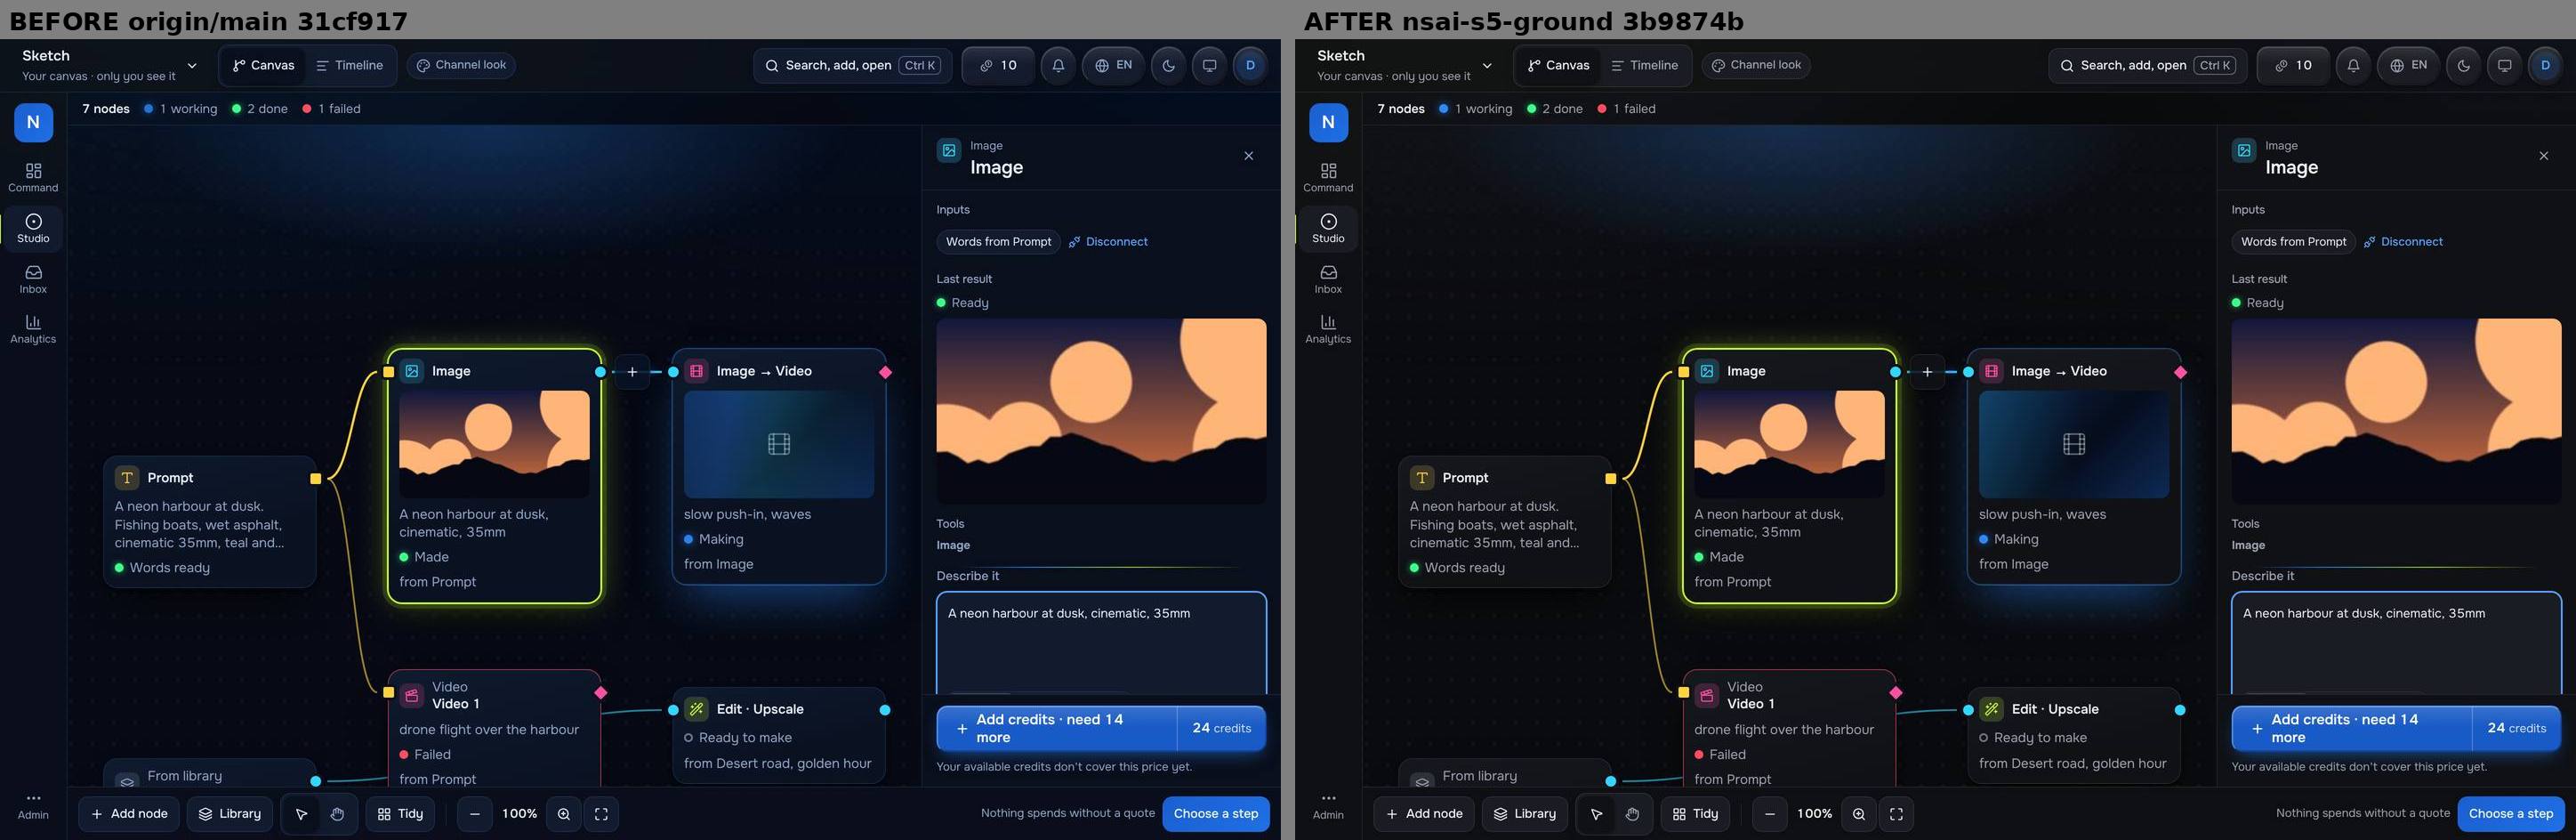 BEFORE origin/main 31cf917
Sketch
Your canvas · only you see it
Canvas
Timeline
Channel look
Search, add, open
Ctrl K
10
EN
D
7 nodes
1 working
2 done
1 failed
N
Command
Studio
Inbox
Analytics
Admin
Prompt
A neon harbour at dusk.
Fishing boats, wet asphalt,
cinematic 35mm, teal and...
Words ready
Image
A neon harbour at dusk,
cinematic, 35mm
Made
from Prompt
Image → Video
slow push-in, waves
Making
from Image
Video
Video 1
drone flight over the harbour
Failed
from Prompt
Edit · Upscale
Ready to make
from Desert road, golden hour
From library
Image
Image
Inputs
Words from Prompt
Disconnect
Last result
Ready
Tools
Image
Describe it
A neon harbour at dusk, cinematic, 35mm
Add credits · need 14
more
24 credits
Your available credits don't cover this price yet.
Add node
Library
Tidy
100%
Nothing spends without a quote
Choose a step
AFTER nsai-s5-ground 3b9874b
Sketch
Your canvas · only you see it
Canvas
Timeline
Channel look
Search, add, open
Ctrl K
10
EN
D
7 nodes
1 working
2 done
1 failed
N
Command
Studio
Inbox
Analytics
Admin
Prompt
A neon harbour at dusk.
Fishing boats, wet asphalt,
cinematic 35mm, teal and...
Words ready
Image
A neon harbour at dusk,
cinematic, 35mm
Made
from Prompt
Image → Video
slow push-in, waves
Making
from Image
Video
Video 1
drone flight over the harbour
Failed
from Prompt
Edit · Upscale
Ready to make
from Desert road, golden hour
From library
Image
Image
Inputs
Words from Prompt
Disconnect
Last result
Ready
Tools
Image
Describe it
A neon harbour at dusk, cinematic, 35mm
Add credits · need 14
more
24 credits
Your available credits don't cover this price yet.
Add node
Library
Tidy
100%
Nothing spends without a quote
Choose a step